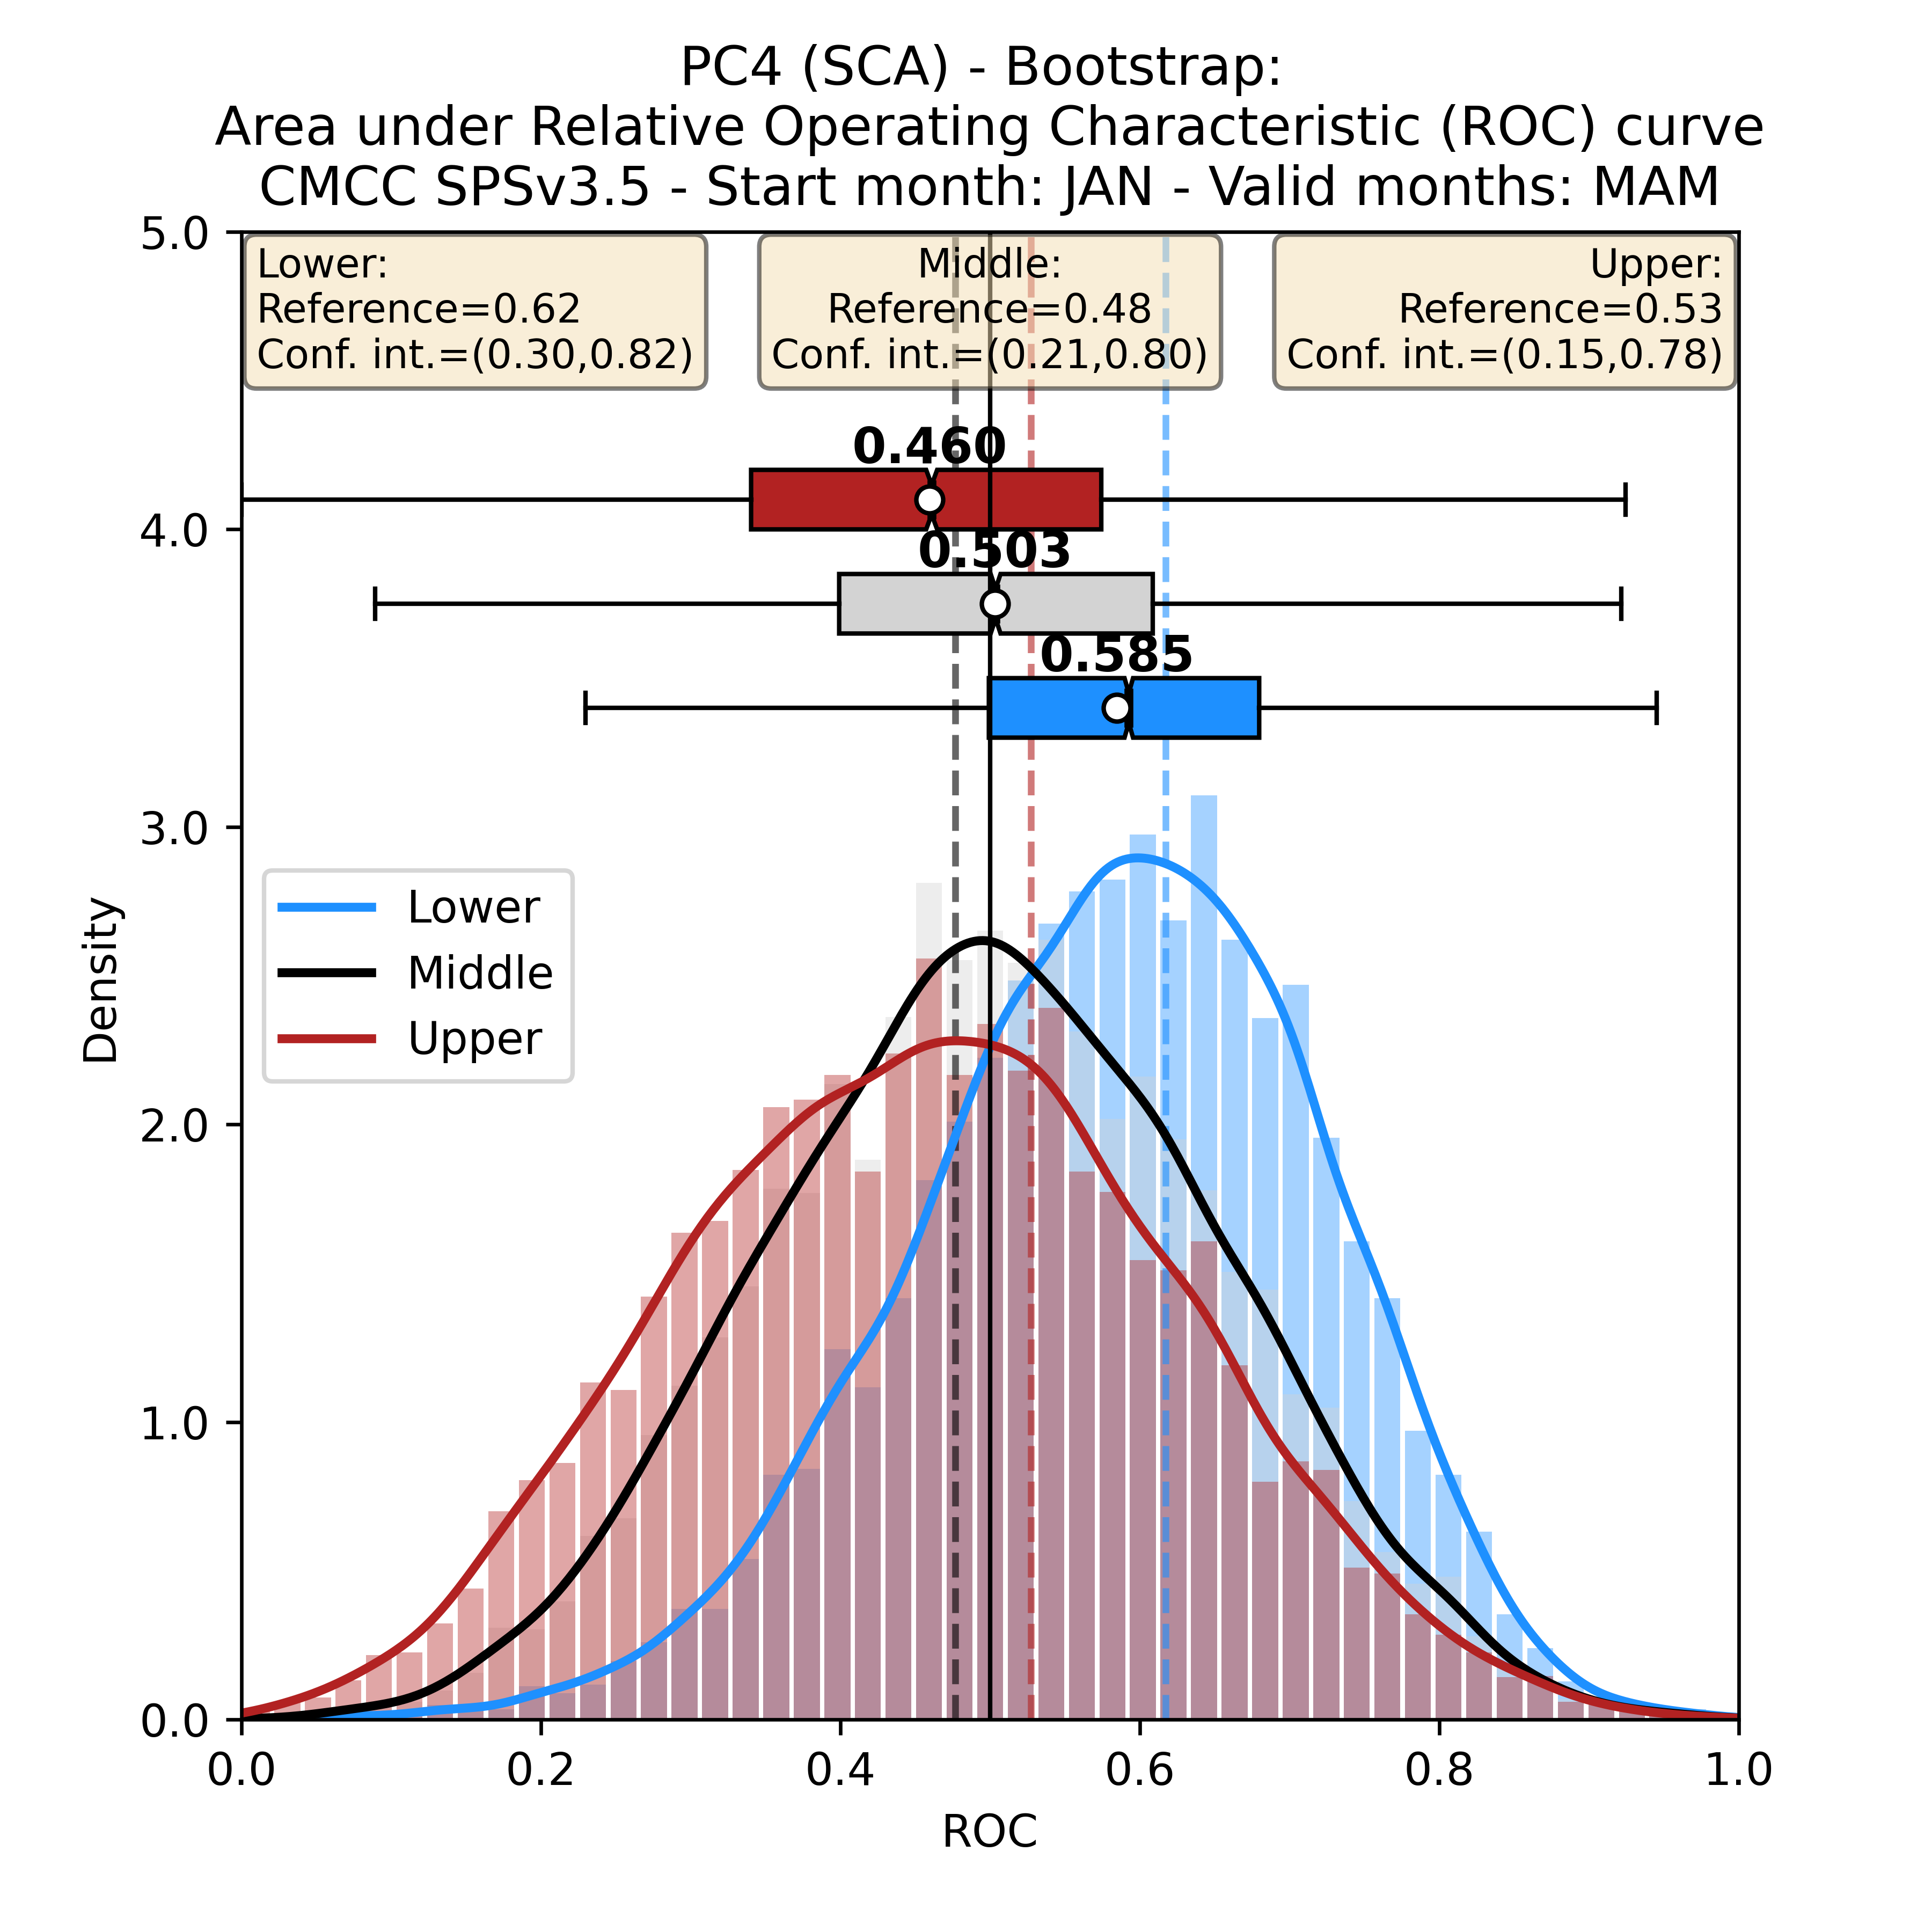 PC4 (SCA) - Bootstrap:
Area under Relative Operating Characteristic (ROC) curve
CMCC SPSv3.5 - Start month: JAN - Valid months: MAM
Lower:
Reference=0.62
Conf. int.=(0.30,0.82)
Middle:
Reference=0.48
Conf. int.=(0.21,0.80)
Upper:
Reference=0.53
Conf. int.=(0.15,0.78)
0.460
0.503
0.585
Lower
Middle
Upper
Density
5.0
4.0
3.0
2.0
1.0
0.0
0.0
0.2
0.4
0.6
0.8
1.0
ROC